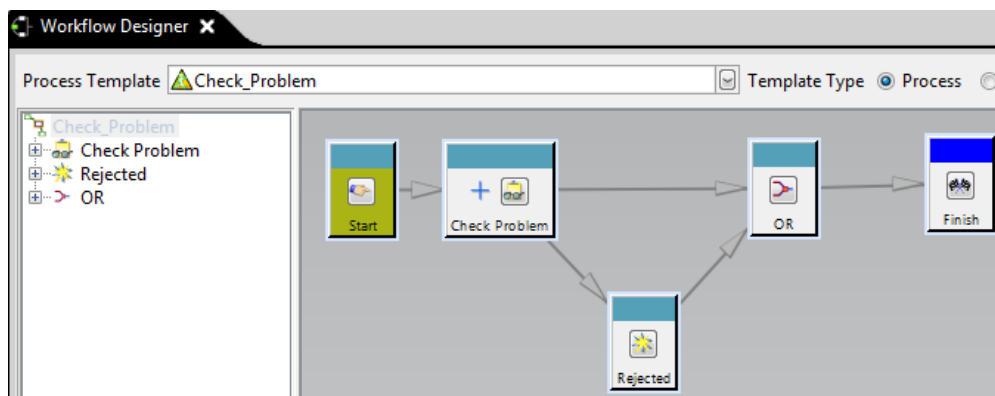 Workflow Designer
Process Template Check_Problem Template Type Process
Check_Problem
Check Problem
Rejected
OR
Start
Check Problem
OR
Finish
Rejected